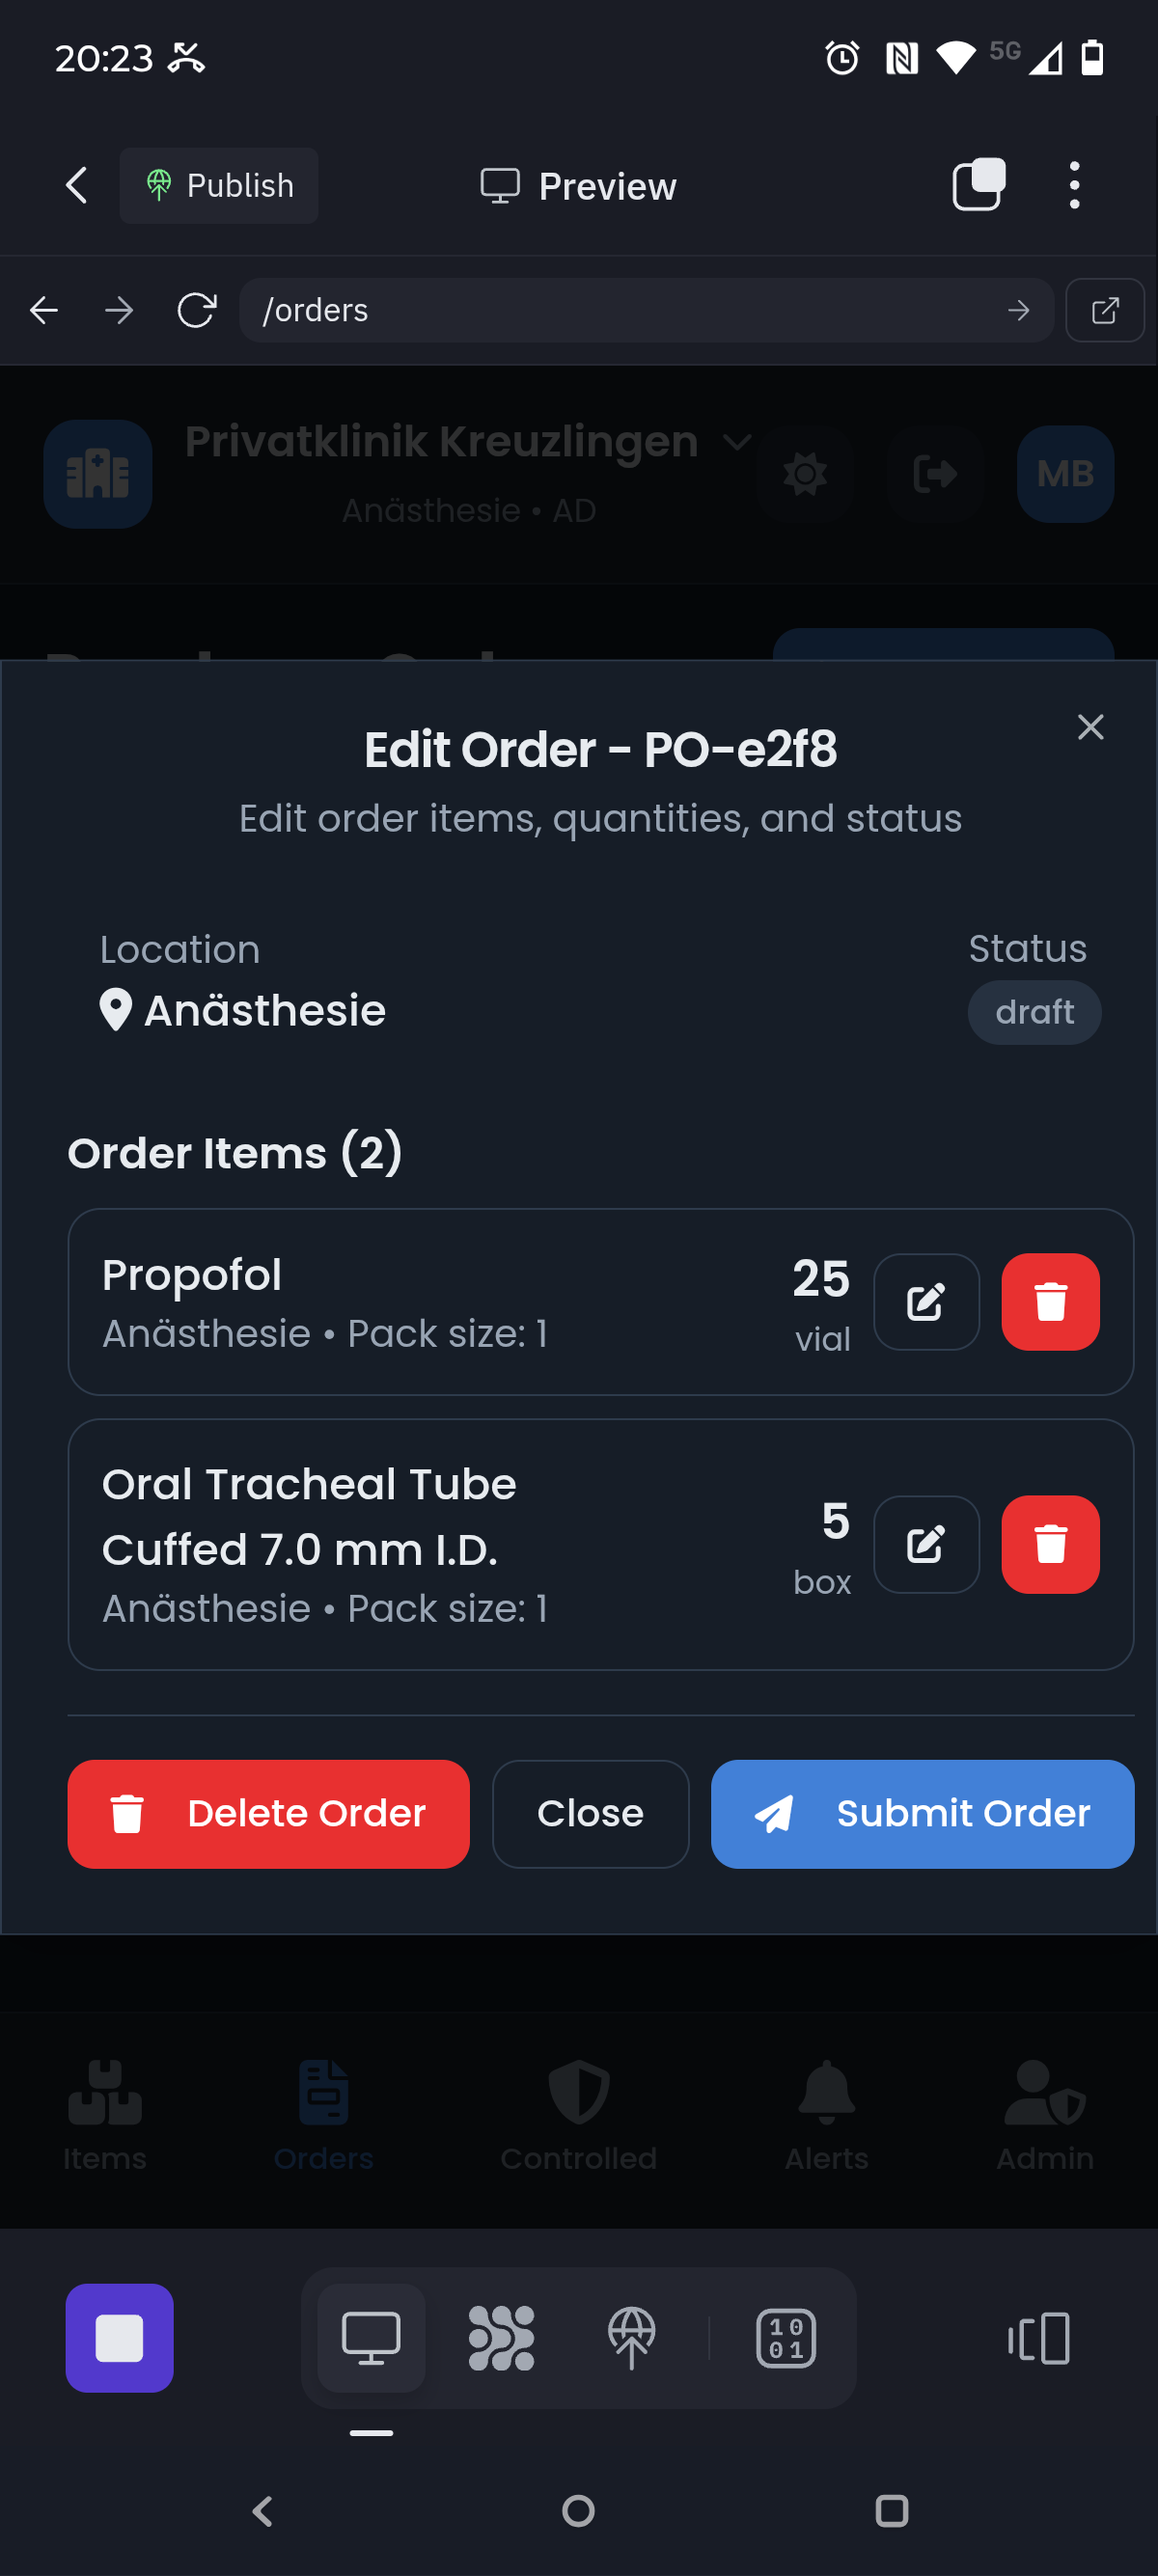 20:23
5G
Publish
Preview
/orders
Privatklinik Kreuzlingen
Anästhesie • AD
MB
Edit Order - PO-e2f8
Edit order items, quantities, and status
Location
Status
Anästhesie
draft
Order Items (2)
Propofol
25
Anästhesie • Pack size: 1
vial
Oral Tracheal Tube
Cuffed 7.0 mm I.D.
5
Anästhesie • Pack size: 1
box
Delete Order
Close
Submit Order
Items
Orders
Controlled
Alerts
Admin
10
01